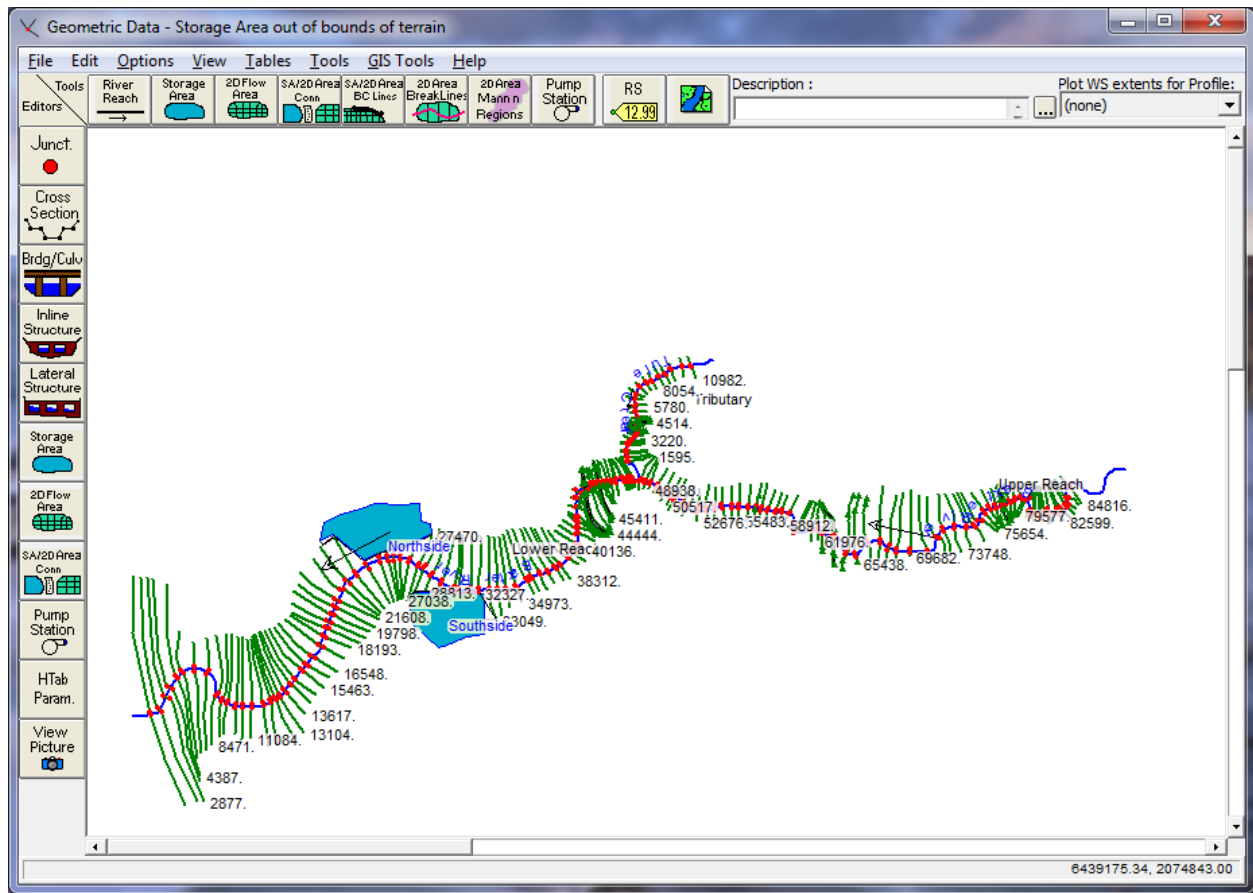 Geometric Data - Storage Area out of bounds of terrain
File Edit Options View Tables Tools GIS Tools Help
Tools
Editors
River
Reach
Storage
Area
2D Flow
Area
SA/2D Area
Conn
SA/2D Area
BC Lines
2D Area
BreakLines
2D Area
Mann n
Regions
Pump
Station
RS
12.99
Description :
...
Plot WS extents for Profile:
(none)
Junct.
Cross
Section
Brdg/Culv
Inline
Structure
Lateral
Structure
Storage
Area
2D Flow
Area
SA/2D Area
Conn
Pump
Station
HTab
Param.
View
Picture
10982.
8054.
Tributary
5780.
4514.
3220.
1595.
48938.
50517.
52676.
55483.
58912.
61976.
65438.
69682.
73748.
75654.
79577.
82599.
84816.
Upper Reach
45411.
44444.
40136.
Lower Reac
38312.
34973.
32327.
28813.
27470.
27038.
Northside
Southside
21608.
19798.
18193.
16548.
15463.
13617.
13104.
11084.
8471.
4387.
2877.
6439175.34, 2074843.00